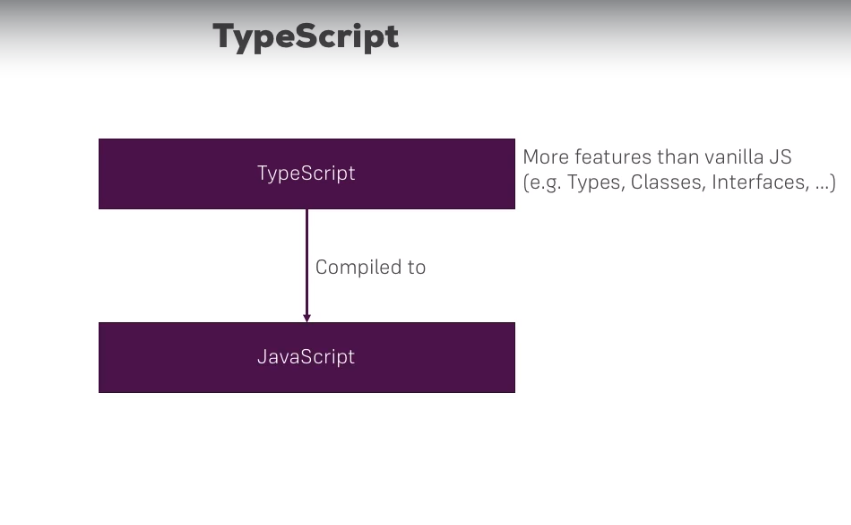 TypeScript
TypeScript
More features than vanilla JS
(e.g. Types, Classes, Interfaces, ...)
Compiled to
JavaScript